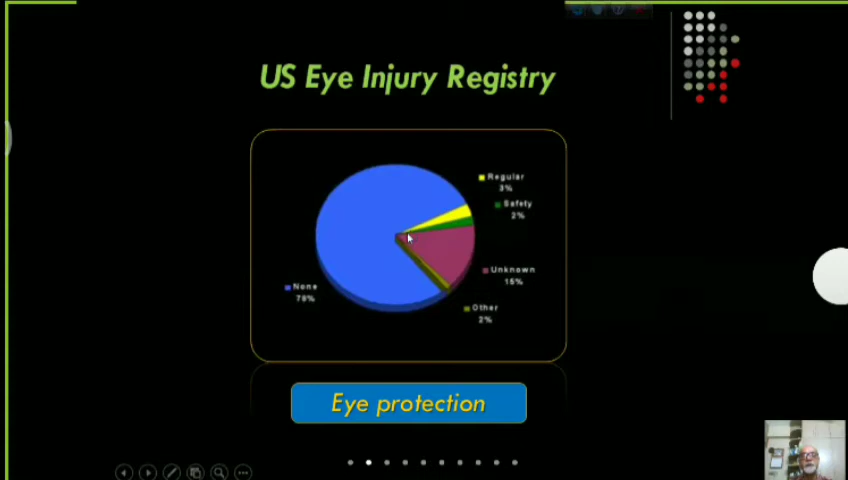 US Eye Injury Registry
Regular
3%
Safety
2%
Unknown
15%
None
78%
Other
2%
Eye protection